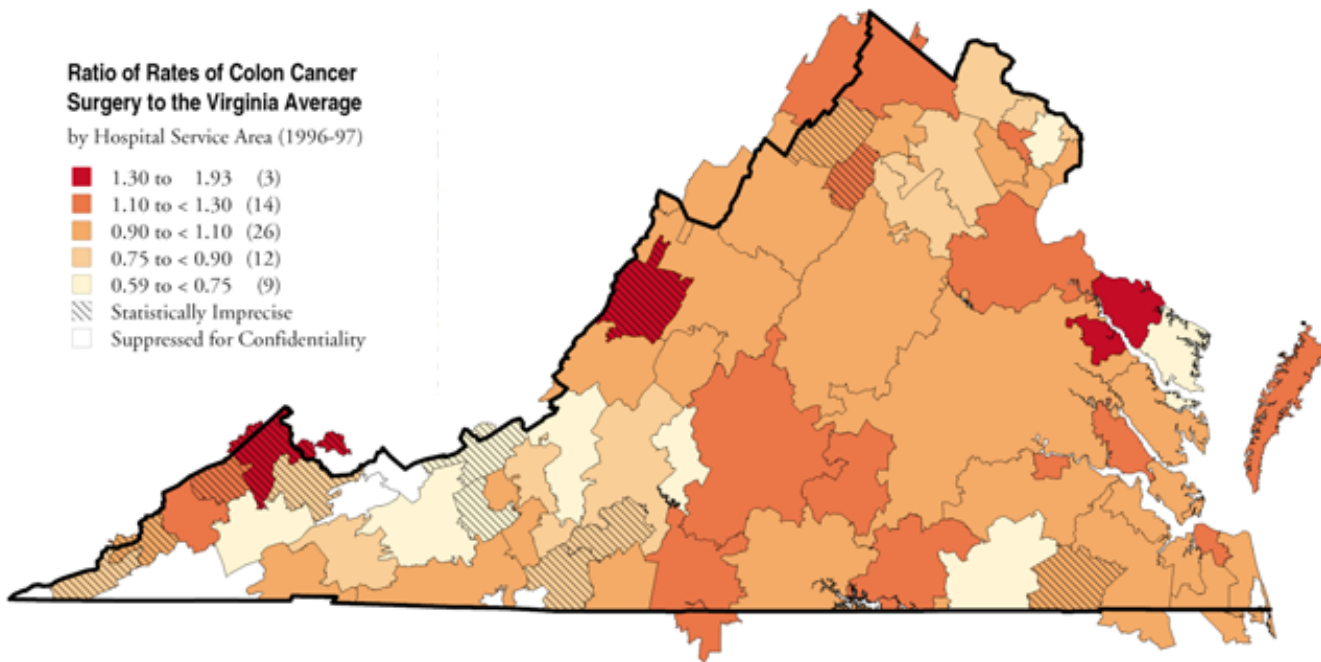 Ratio of Rates of Colon Cancer
Surgery to the Virginia Average
by Hospital Service Area (1996-97)
1.30 to 1.93 (3)
1.10 to < 1.30 (14)
0.90 to < 1.10 (26)
0.75 to < 0.90 (12)
0.59 to < 0.75 (9)
Statistically Imprecise
Suppressed for Confidentiality